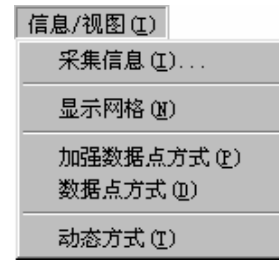 信息/视图(I)
采集信息(I)...
显示网格(N)
加强数据点方式(P)
数据点方式(D)
动态方式(T)